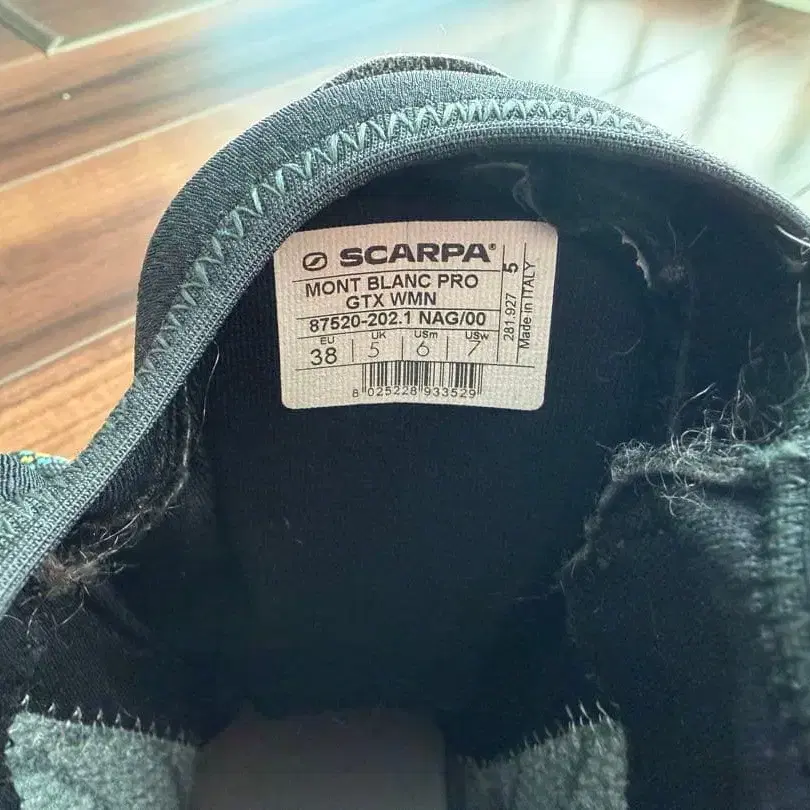 SCARPA®
MONT BLANC PRO
GTX WMN
87520-202.1 NAG/00
EU UK USm USw
38 5 6 7
8 025228 933529
281.927 5
Made in ITALY